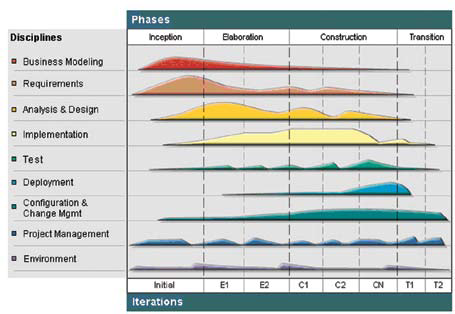 Phases
Disciplines
Inception Elaboration Construction Transition
Business Modeling
Requirements
Analysis & Design
Implementation
Test
Deployment
Configuration &
Change Mgmt
Project Management
Environment
Initial E1 E2 C1 C2 CN T1 T2
Iterations